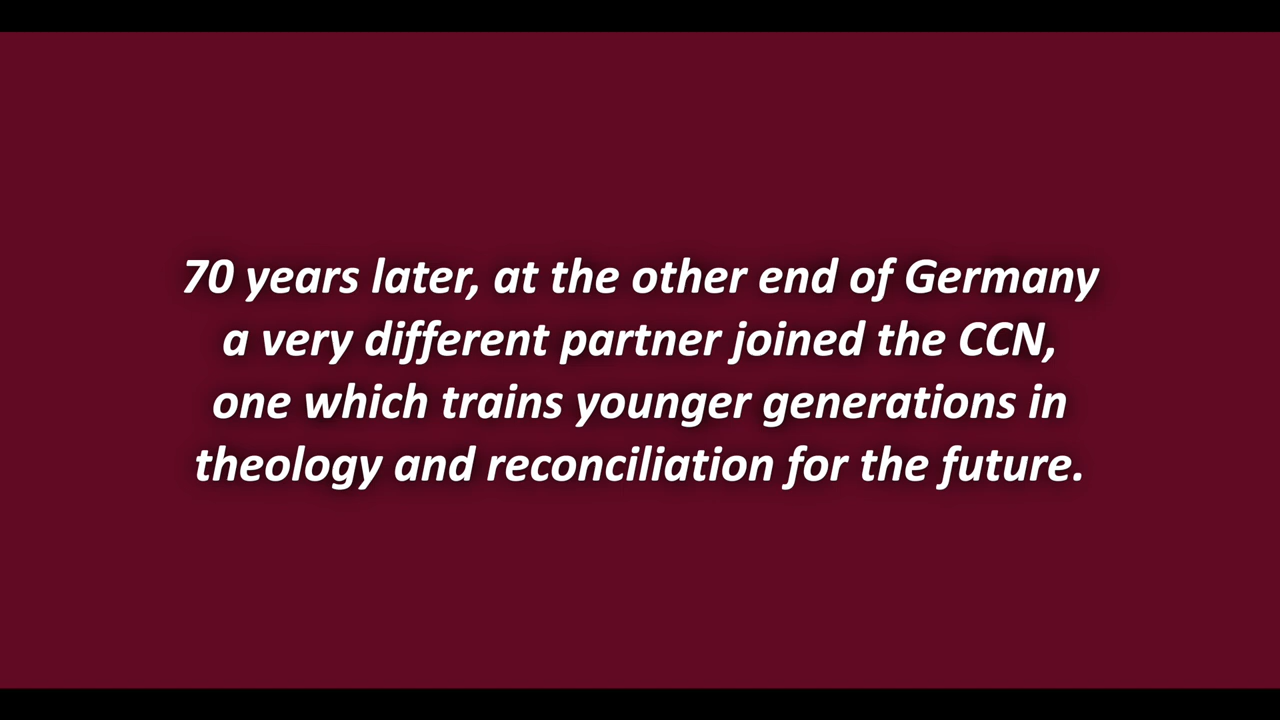 70 years later, at the other end of Germany
a very different partner joined the CCN,
one which trains younger generations in
theology and reconciliation for the future.